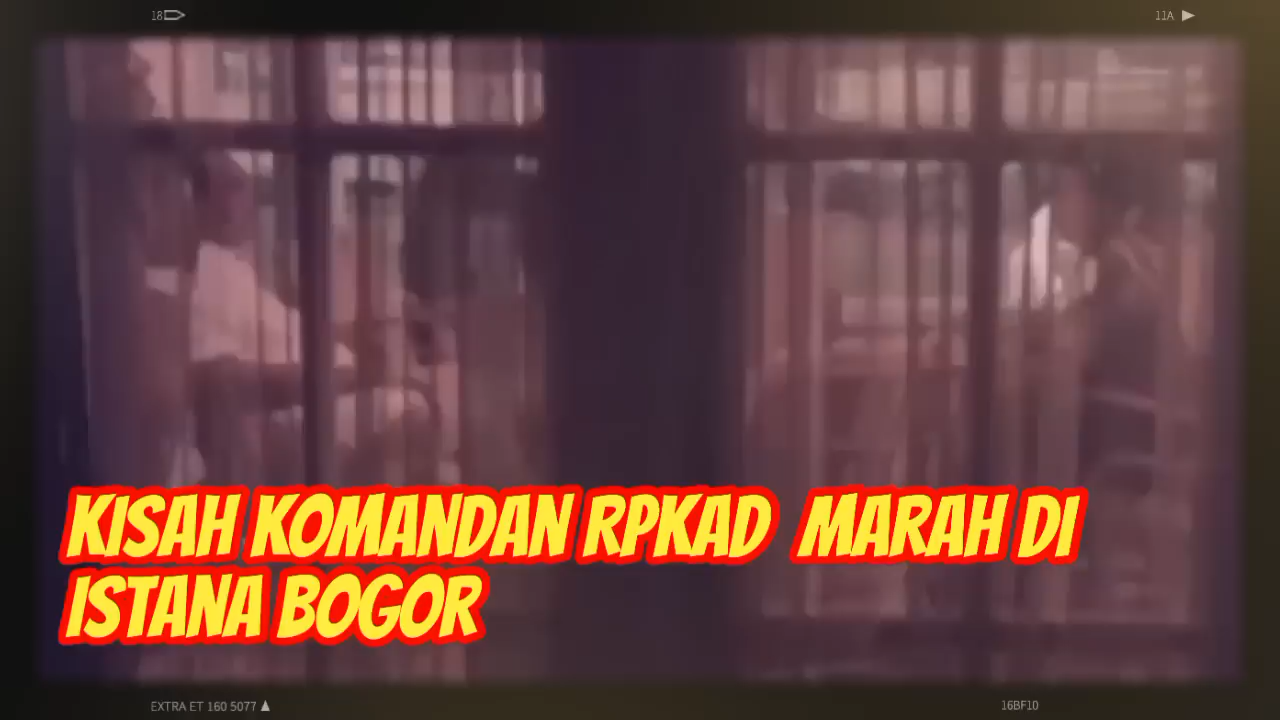 18
11A
KISAH KOMANDAN RPKAD MARAH DI
ISTANA BOGOR
EXTRA ET 160 5077
16BF10